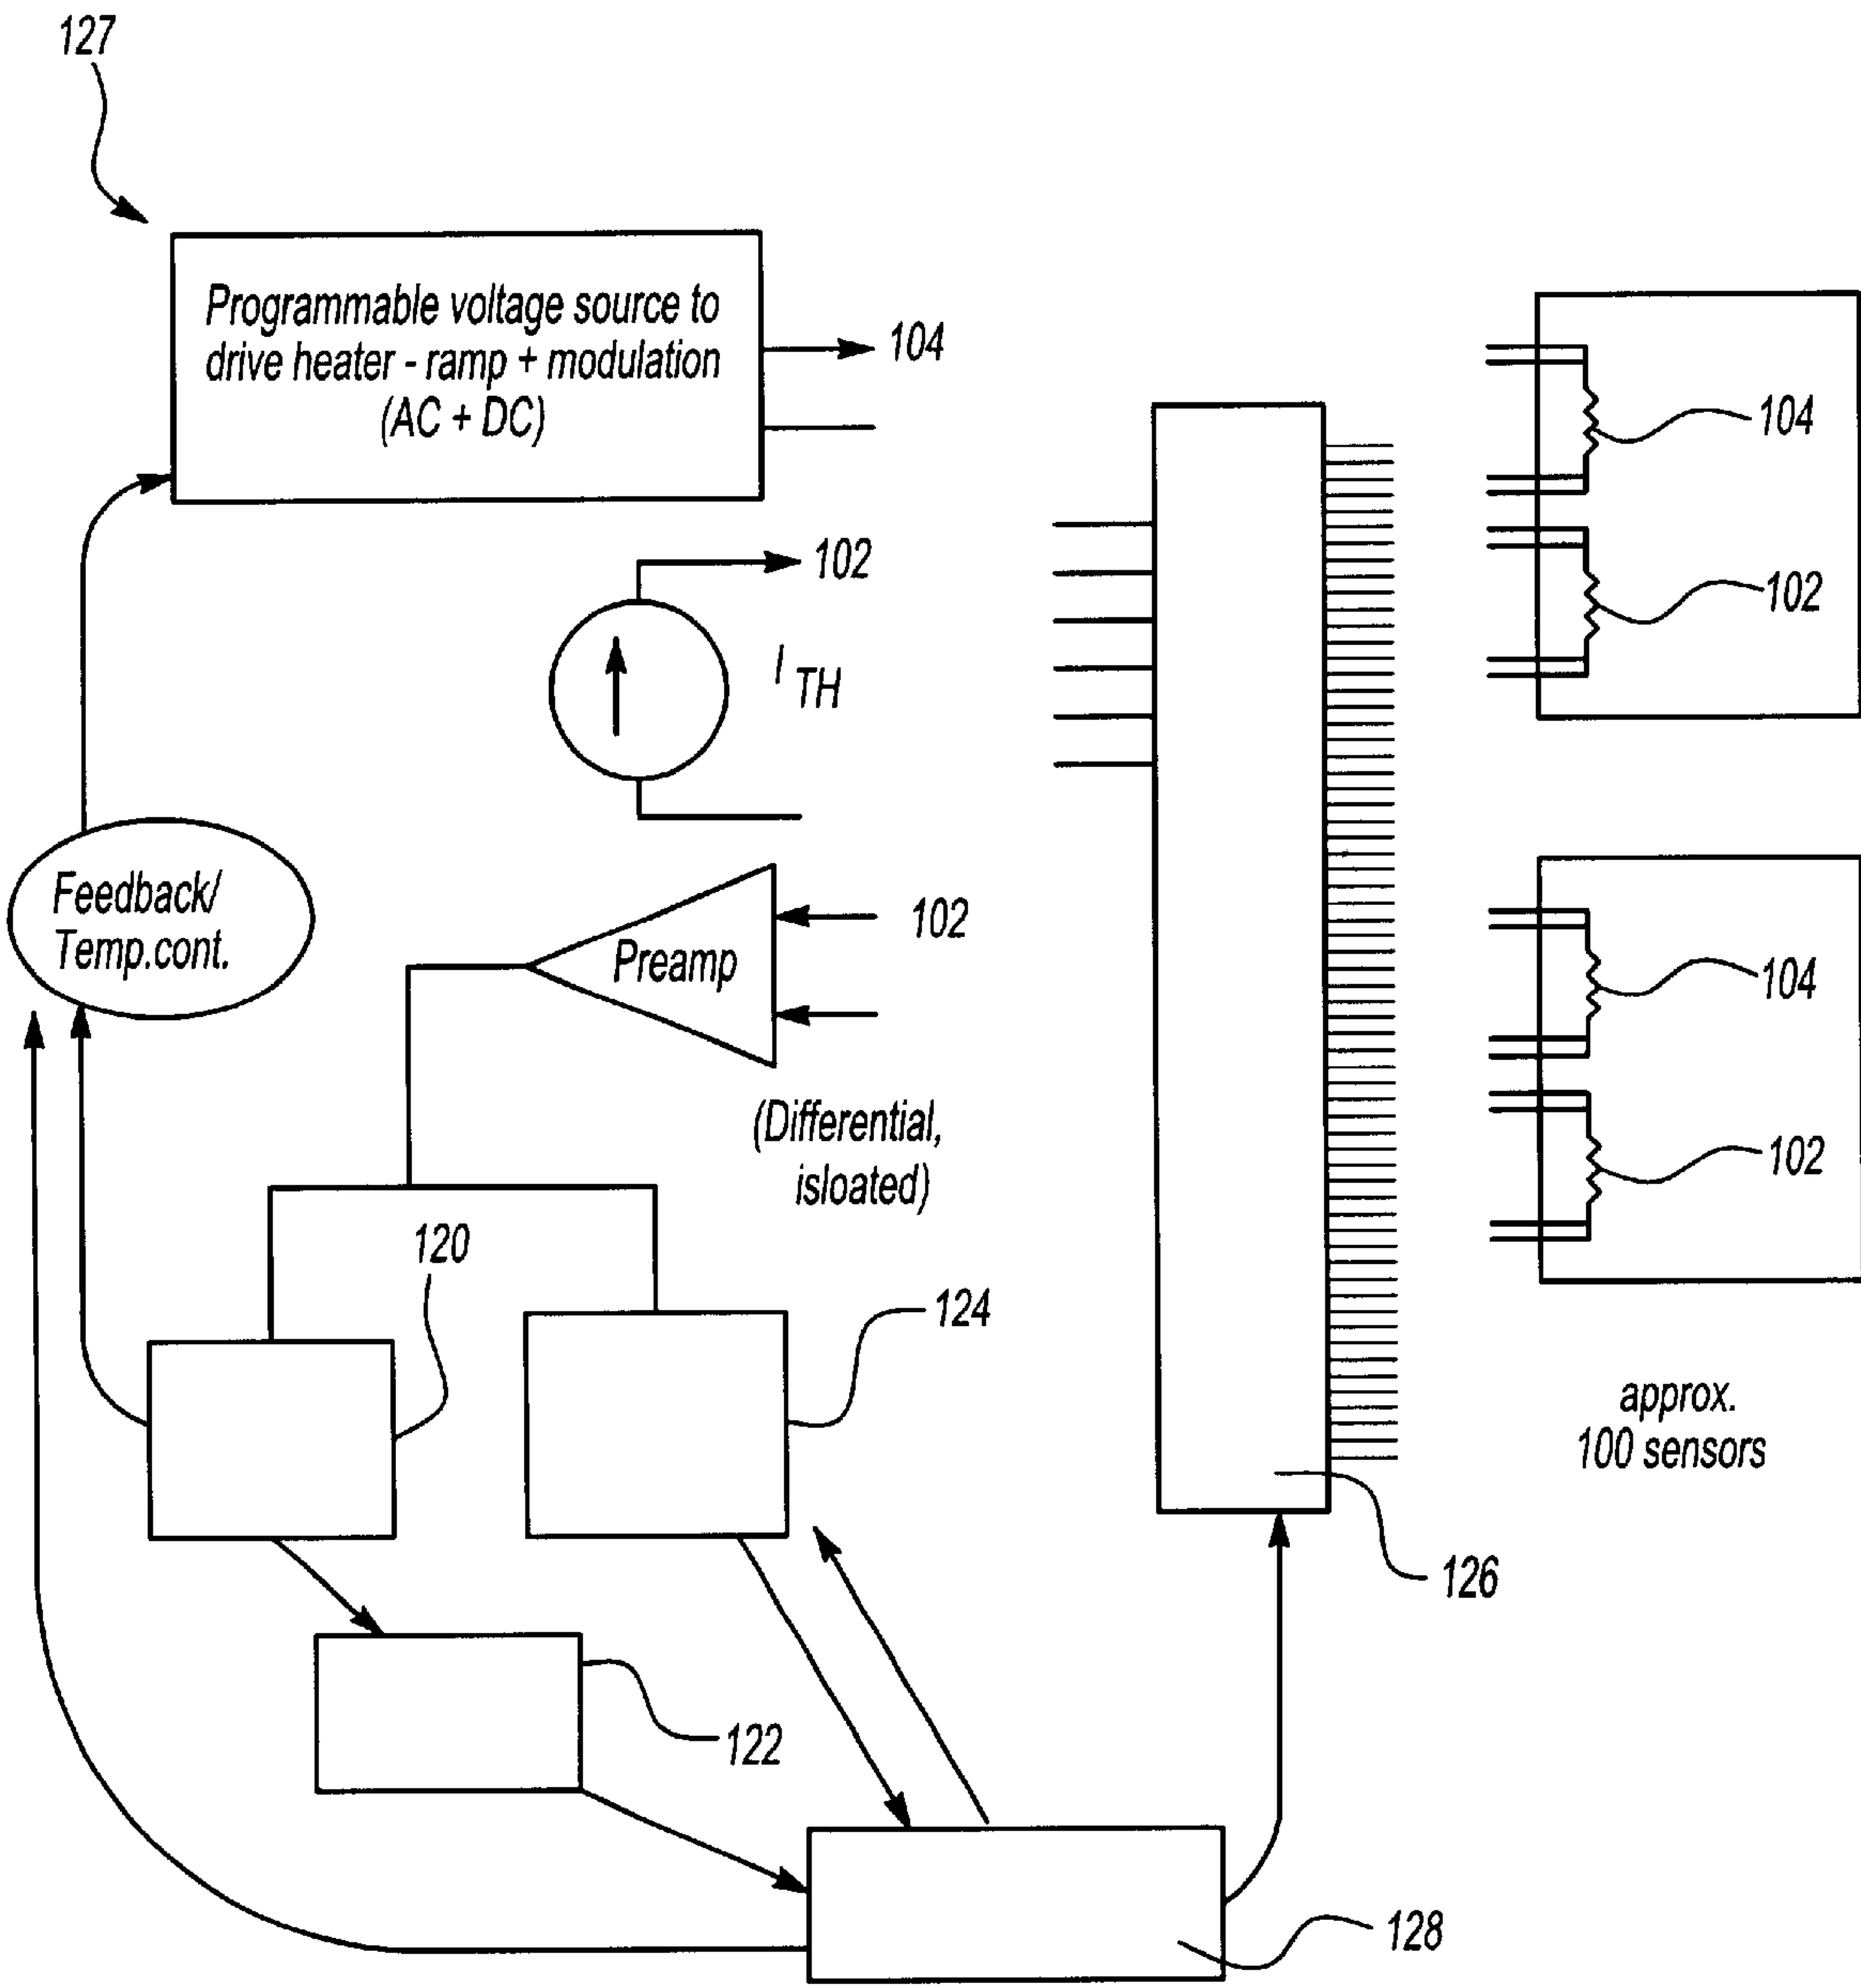 127
Programmable voltage source to
drive heater - ramp + modulation
(AC + DC)
104
102
I TH
Feedback/
Temp.cont.
Preamp
102
(Differential,
isloated)
120
124
122
128
126
104
102
104
102
approx.
100 sensors